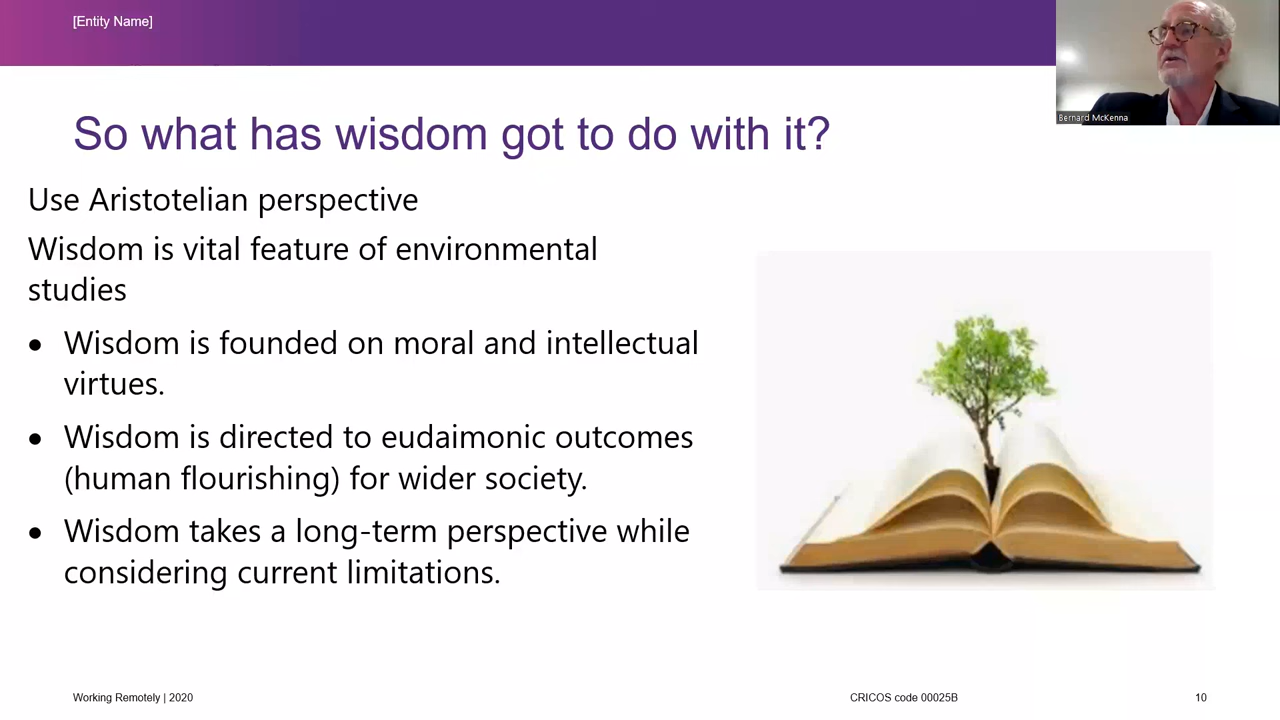 [Entity Name]
Bernard McKenna
So what has wisdom got to do with it?
Use Aristotelian perspective
Wisdom is vital feature of environmental
studies
• Wisdom is founded on moral and intellectual
virtues.
• Wisdom is directed to eudaimonic outcomes
(human flourishing) for wider society.
• Wisdom takes a long-term perspective while
considering current limitations.
Working Remotely | 2020
CRICOS code 00025B
10